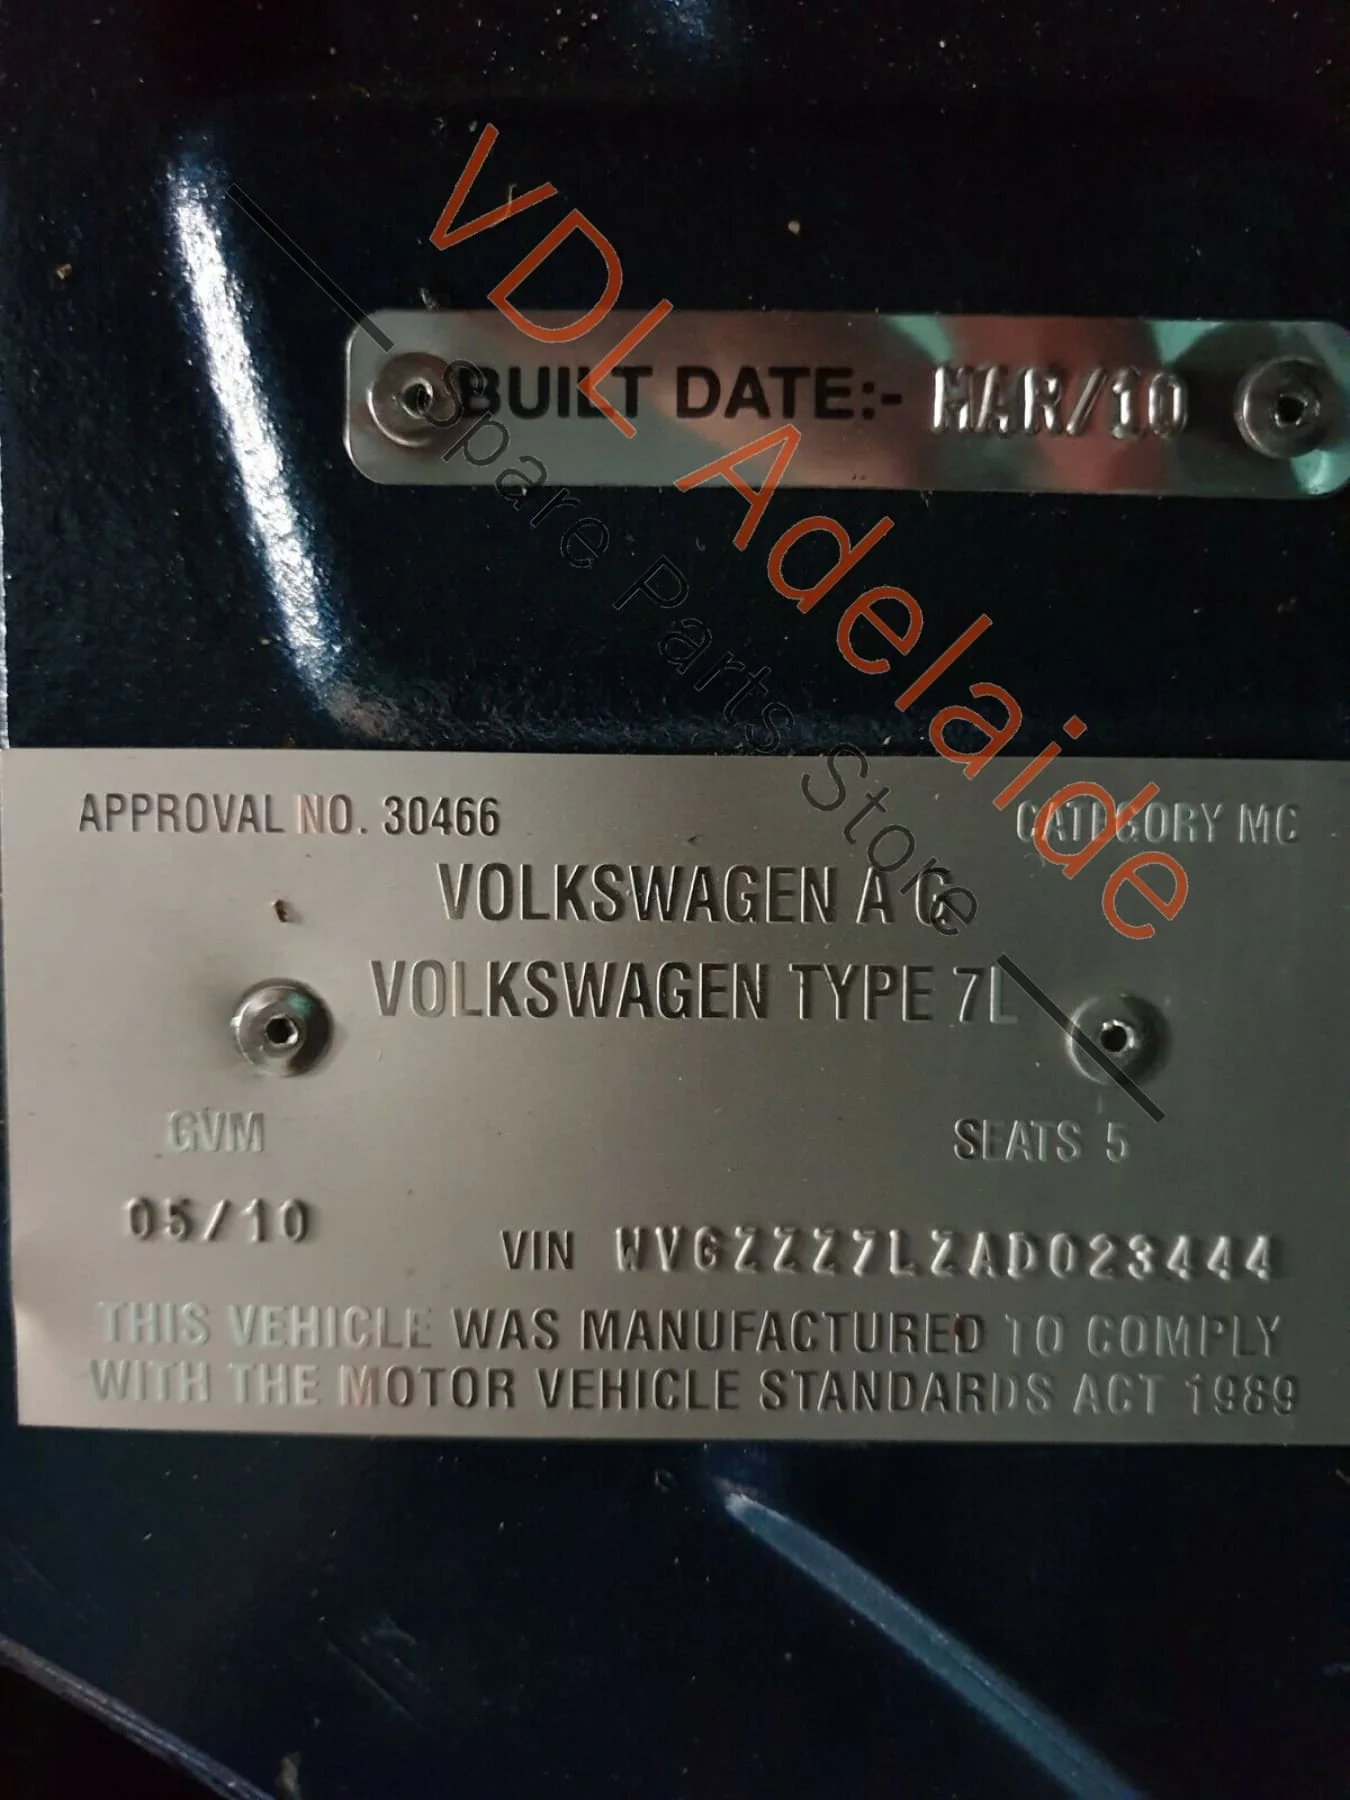 VDL Adelaide
Spare Parts Store
BUILT DATE:- MAR/10
APPROVAL NO. 30466 CATEGORY MC
VOLKSWAGEN A G.
VOLKSWAGEN TYPE 7L
GVM SEATS 5
05/10 VIN WVGZZZ7LZAD023444
THIS VEHICLE WAS MANUFACTURED TO COMPLY
WITH THE MOTOR VEHICLE STANDARDS ACT 1989